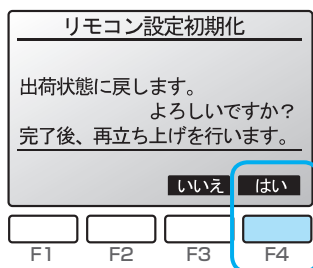 リモコン設定初期化
出荷状態に戻します。
よろしいですか?
完了後、再立ち上げを行います。
いいえ はい
F1 F2 F3 F4